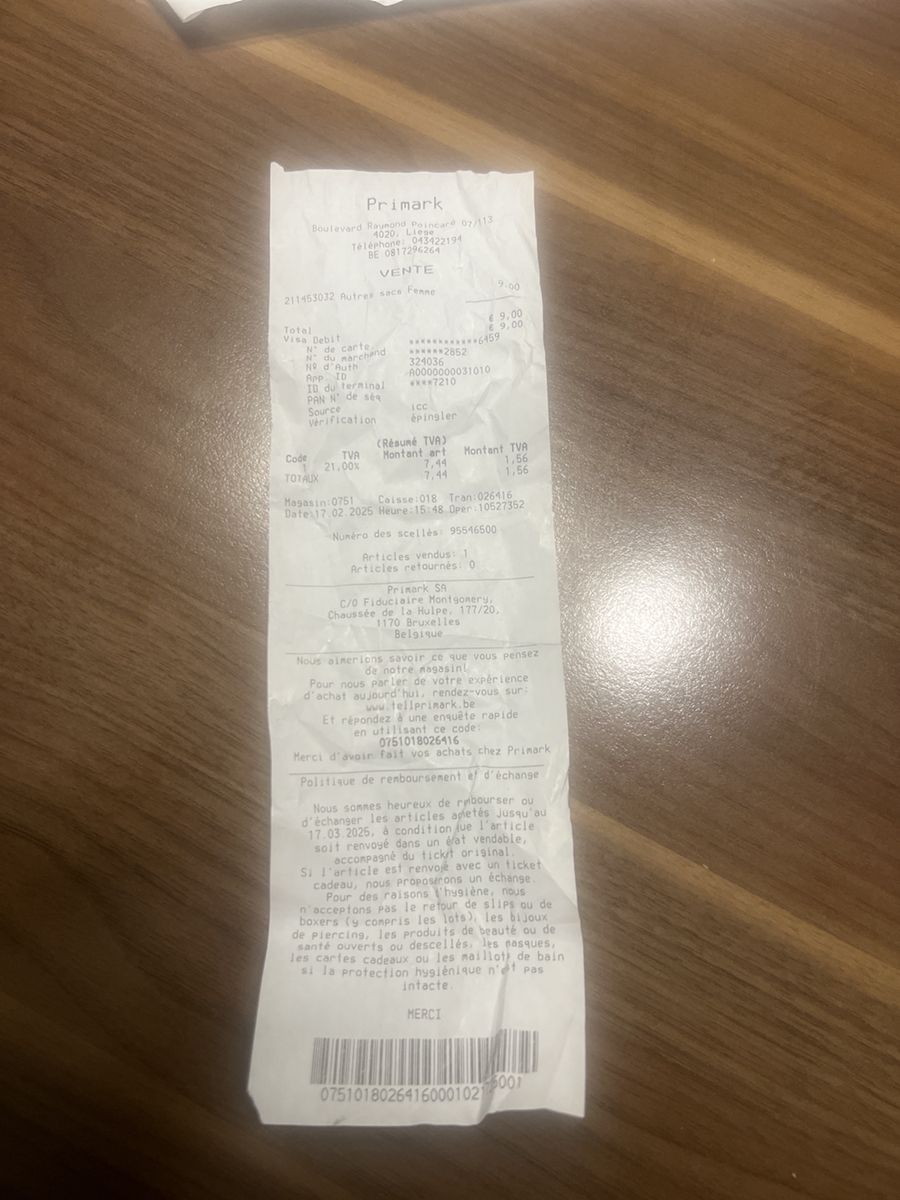 Primark
Boulevard Raymond Poincaré 07/113
4020, Liege
Téléphone: 043422194
BE 0817296264
VENTE
211453032 Autres sacs Femme 9.00
Total € 9,00
Visa Debit € 9,00
N° de carte ************6459
N° du marchand ******2852
Nº d'Auth 324036
App. ID A0000000031010
ID du terminal ****7210
PAN N° de séq
Source icc
Vérification épingler
(Résumé TVA)
Code TVA Montant art Montant TVA
1 21,00% 7,44 1,56
TOTAUX 7,44 1,56
Magasin:0751 Caisse:018 Tran:026416
Date:17.02.2025 Heure:15:48 Oper:10527352
Numéro des scellés: 95546500
Articles vendus: 1
Articles retournés: 0
Primark SA
C/O Fiduciaire Montgomery,
Chaussée de la Hulpe, 177/20,
1170 Bruxelles
Belgique
Nous aimerions savoir ce que vous pensez
de notre magasin!
Pour nous parler de votre expérience
d'achat aujourd'hui, rendez-vous sur:
www.tellprimark.be
Et répondez à une enquête rapide
en utilisant ce code:
0751018026416
Merci d'avoir fait vos achats chez Primark
Politique de remboursement et d'échange
Nous sommes heureux de rembourser ou
d'échanger les articles achetés jusqu'au
17.03.2025, à condition que l'article
soit renvoyé dans un état vendable,
accompagné du ticket original.
Si l'article est renvoyé avec un ticket
cadeau, nous proposerons un échange.
Pour des raisons d'hygiène, nous
n'acceptons pas le retour de slips ou de
boxers (y compris les lots), les bijoux
de piercing, les produits de beauté ou de
santé ouverts ou descellés, les masques,
les cartes cadeaux ou les maillots de bain
si la protection hygiénique n'est pas
intacte.
MERCI